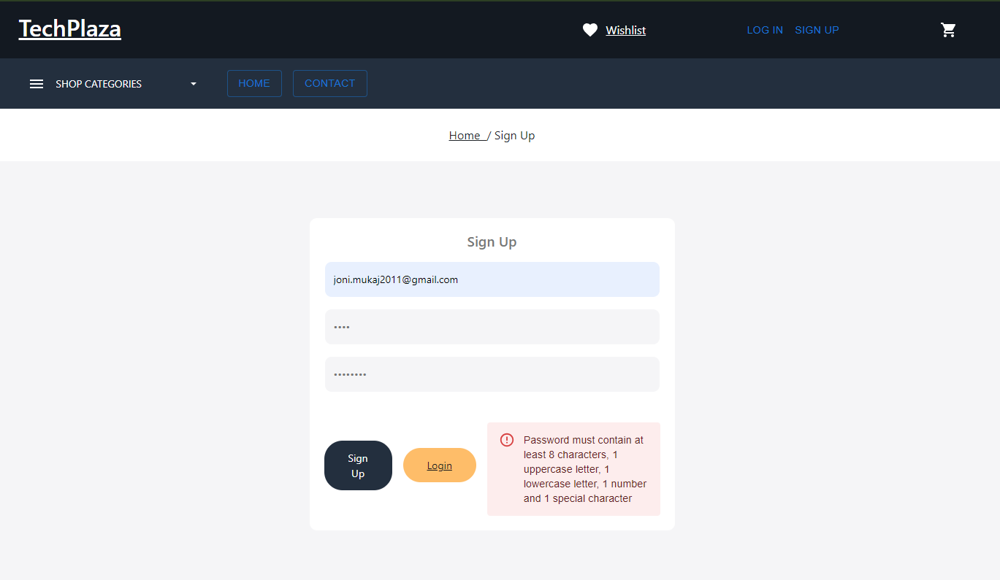 TechPlaza
Wishlist
LOG IN
SIGN UP
SHOP CATEGORIES
HOME
CONTACT
Home / Sign Up
Sign Up
joni.mukaj2011@gmail.com
••••
••••••••
Sign
Up
Login
Password must contain at
least 8 characters, 1
uppercase letter, 1
lowercase letter, 1 number
and 1 special character